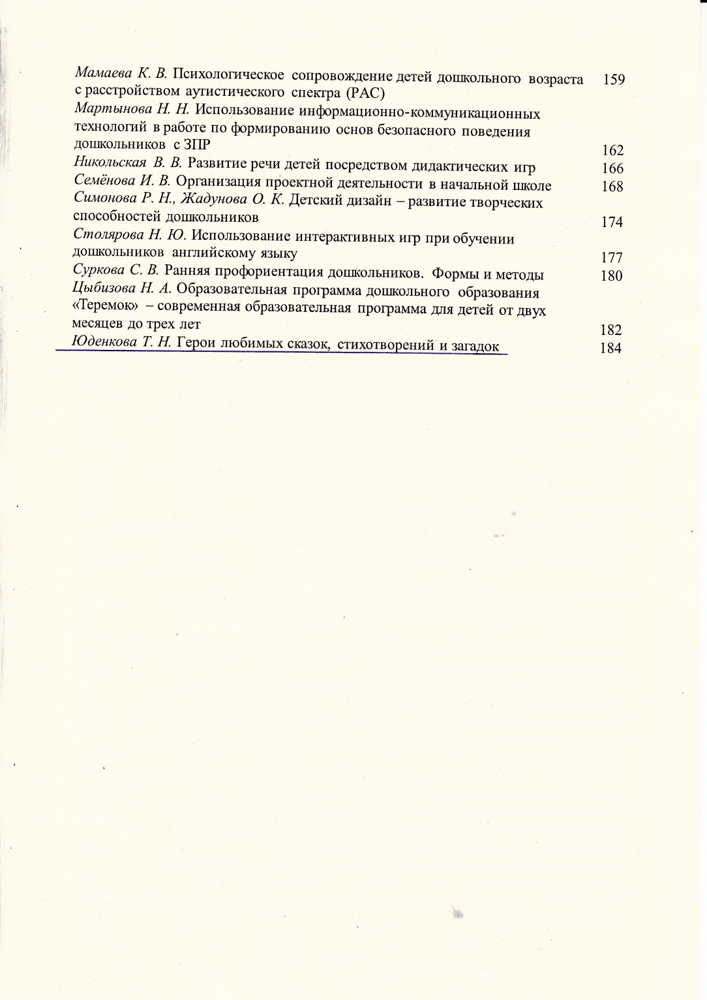 Мамаева К. В. Психологическое сопровождение детей дошкольного возраста 159
с расстройством аутистического спектра (РАС)
Мартынова Н. Н. Использование информационно-коммуникационных
технологий в работе по формированию основ безопасного поведения
дошкольников с ЗПР 162
Никольская В. В. Развитие речи детей посредством дидактических игр 166
Семёнова И. В. Организация проектной деятельности в начальной школе 168
Симонова Р. Н., Жадунова О. К. Детский дизайн – развитие творческих
способностей дошкольников 174
Столярова Н. Ю. Использование интерактивных игр при обучении
дошкольников английскому языку 177
Суркова С. В. Ранняя профориентация дошкольников. Формы и методы 180
Цыбизова Н. А. Образовательная программа дошкольного образования
«Теремок» – современная образовательная программа для детей от двух
месяцев до трех лет 182
Юденкова Т. Н. Герои любимых сказок, стихотворений и загадок 184